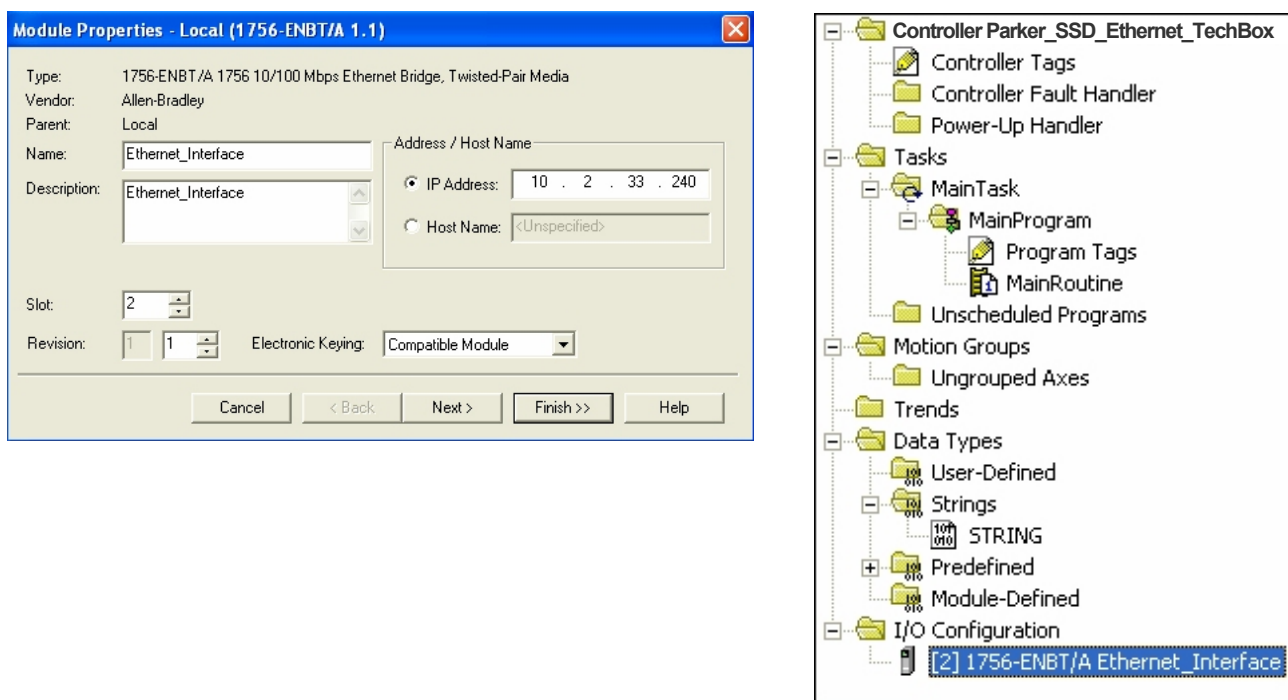 Module Properties - Local (1756-ENBT/A 1.1)
Type: 1756-ENBT/A 1756 10/100 Mbps Ethernet Bridge, Twisted-Pair Media
Vendor: Allen-Bradley
Parent: Local
Name: Ethernet_Interface
Description: Ethernet_Interface
Address / Host Name
IP Address: 10 . 2 . 33 . 240
Host Name: <Unspecified>
Slot: 2
Revision: 1 1 Electronic Keying: Compatible Module
Cancel < Back Next > Finish >> Help
Controller Parker_SSD_Ethernet_TechBox
Controller Tags
Controller Fault Handler
Power-Up Handler
Tasks
MainTask
MainProgram
Program Tags
MainRoutine
Unscheduled Programs
Motion Groups
Ungrouped Axes
Trends
Data Types
User-Defined
Strings
STRING
Predefined
Module-Defined
I/O Configuration
[2] 1756-ENBT/A Ethernet_Interface